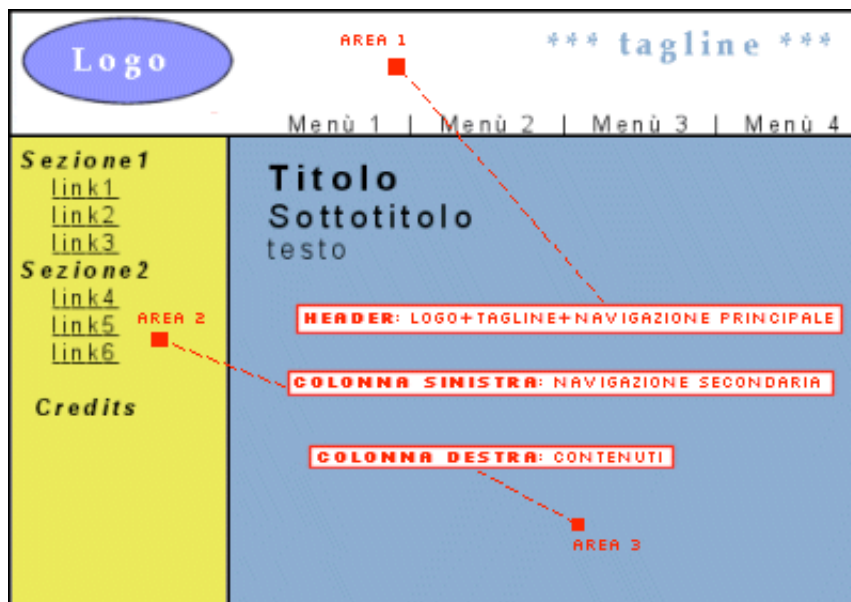 Logo
AREA 1
*** tagline ***
Menù 1 | Menù 2 | Menù 3 | Menù 4
Sezione1
link1
link2
link3
Sezione2
link4
link5
link6
Credits
AREA 2
Titolo
Sottotitolo
testo
HEADER: LOGO+TAGLINE+NAVIGAZIONE PRINCIPALE
COLONNA SINISTRA: NAVIGAZIONE SECONDARIA
COLONNA DESTRA: CONTENUTI
AREA 3